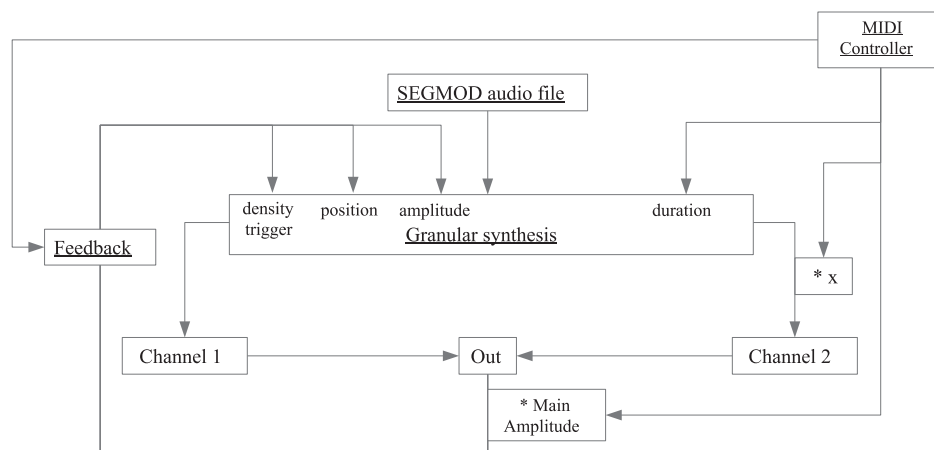 MIDI
Controller
SEGMOD audio file
density
trigger
position
amplitude
duration
Granular synthesis
Feedback
* x
Channel 1
Out
Channel 2
* Main
Amplitude